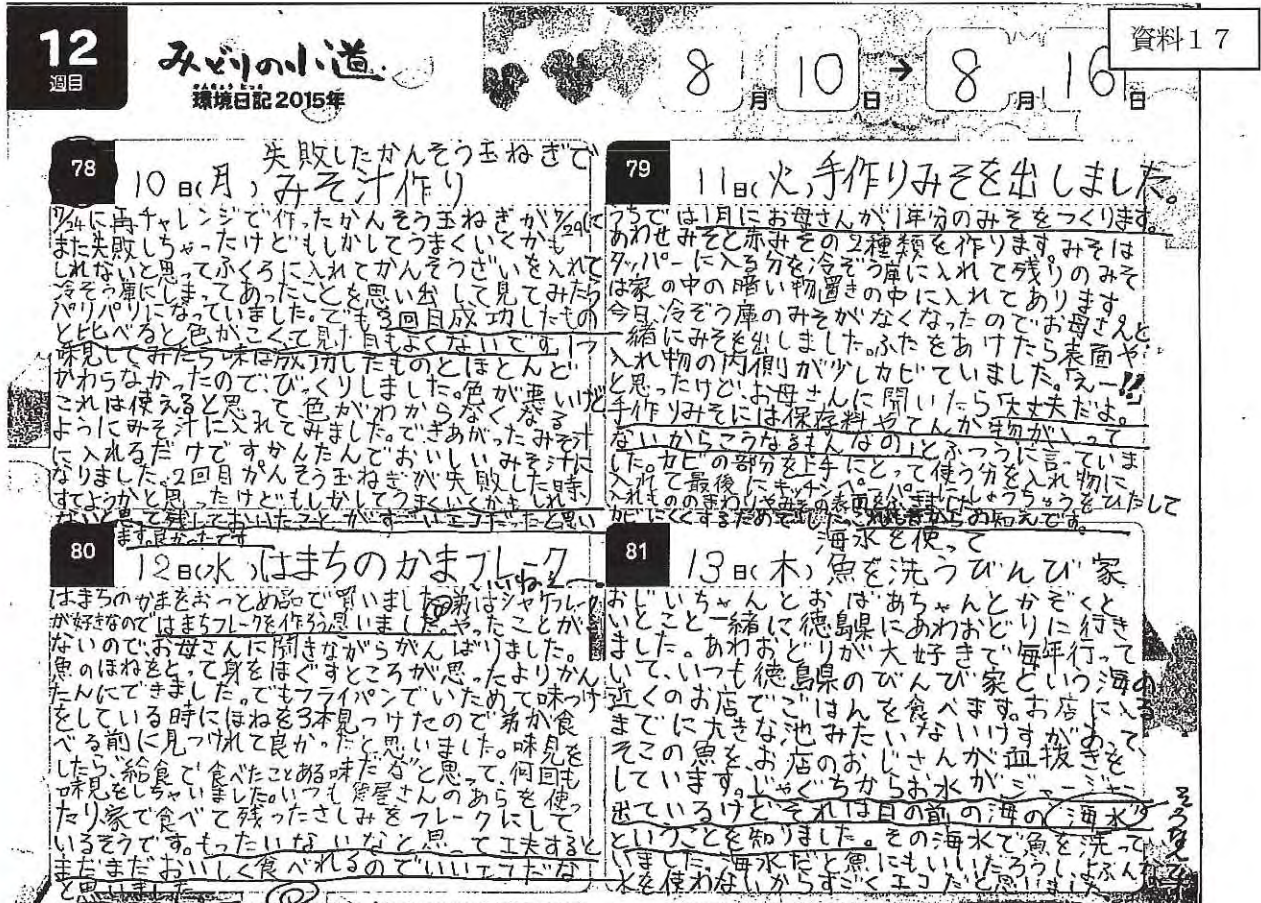 資料17
12
週目
みどりの小道
かんきょう にっき
環境日記2015年
8月10日→8月16日
78
失敗したかんそう玉ねぎで
10日(月)みそ汁作り
7/24に再チャレンジで作ったかんそう玉ねぎが7/29に
また失敗しちゃったけどもしかしてうまくいくかも
しれないと思ってふくろに入れてかんそうざいを入れて
冷ぞう庫にしまってあったことを思い出して見てみたら
パリパリになっていました。でも3回目成功したもの
と比べると色がこくて見た目もよくないです。1つ
味見してみたら味は成功したものとほとんど
かわらなかったので、びっくりしました。色が悪いけど
これは使えると思って色がわからなくなる
ようにみそ汁に入れてみました。できあがったみそ汁
に入れるだけですかんたんでおいしいみそ汁に
なりました。2回目かんそう玉ねぎが失敗した時、
すてようかと思ったけどもしかしてうまくいくかもしれ
ないと思って残しておいたことがすごいエコだったと思い
ます。良かったです
79
11日(火)手作りみそを出しました。
うちでは1月にお母さんが1年分のみそをつくります。
あわせみそと赤みその2種類を作ります。みそは
タッパーに入る分を冷ぞう庫に入れて残りのみそ
は家の中の暗い物置きの中に入れてあります。
今日、冷ぞう庫のみそがなくなったのでお母さんと
一緒にみそを出しました。ふたをあけたら表面や
入れ物の内側が少しカビていました。「えー!!」
と思ったけどお母さんに聞いたら「大丈夫だよ。
手作りみそには保存料やてんか物が入って
ないからこうなるもんなの」とふつうに言っていま
した。カビの部分を上手にとって使う分を入れ物に
入れて最後にキッチンペーパーにしょうちゅうをひたして
入れもののまわりやみその表面
カビにくくするため
80
12日(水)はまちのかまフレーク
いいねぇー
はまちのかまをおつとめ品で買いました。弟はシャケフレーク
が好きなのではまちフレークを作ろう思いました。やったことが
ないので、お母さんに聞きながらがんばりました。
魚のほねをとって身をほぐすところが思ったよりかん
たんにできました。でもフライパンでいためて味つけ
をしている時にほねを3本見つけたので弟が食
べる前に見つけれて良かったと思いました。味見を
したら、給食で食べたことある味だなと思って、何回も
味見をしちゃいました。いつも魚屋さんのあらを使っ
たり、家で食べて残ったさしみをフレークにして
いるそうです。もったいないなと思って工夫すると
まだまだおいしく食べれるのでいいエコだな
と思いました
81
海水を使って
13日(木)魚を洗うびんび家
おじいちゃんとおばあちゃんとかぞくと
いとこと一緒に徳島県にあわおどりに行き
ました。あわおどりが大好きで毎年行って
いて、いつも徳島県のびんび家という海の
近くのお店でごはんを食べます。お店に入る
までに大きな池みたいないけすがあって、
そこの魚を、お店のおじさんが血抜きを
しています。じゃぐちからお水がジャージャー
出ているけどそれは目の前の海の海水だ
ということを知りました。その海水で魚を洗って
いました。海水だと魚にもいいだろうし、ふんぶん
水を使わないからすごくエコだと思いました